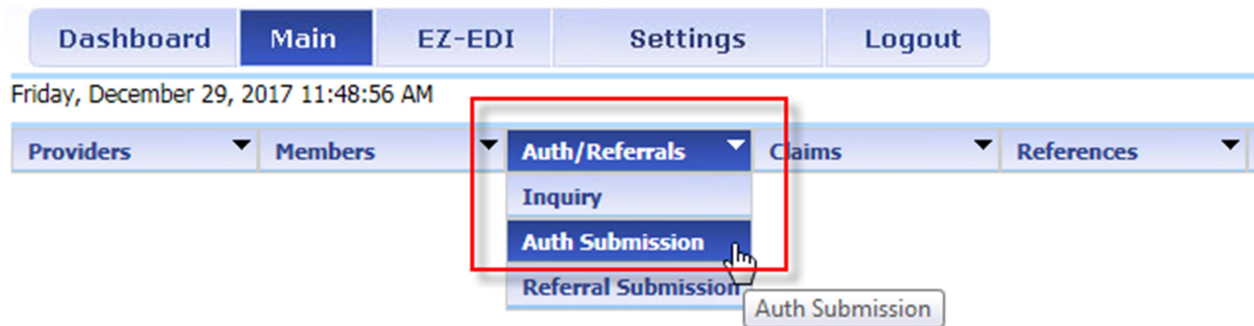 Dashboard Main EZ-EDI Settings Logout
Friday, December 29, 2017 11:48:56 AM
Providers Members Auth/Referrals Claims References
Inquiry
Auth Submission
Referral Submission
Auth Submission